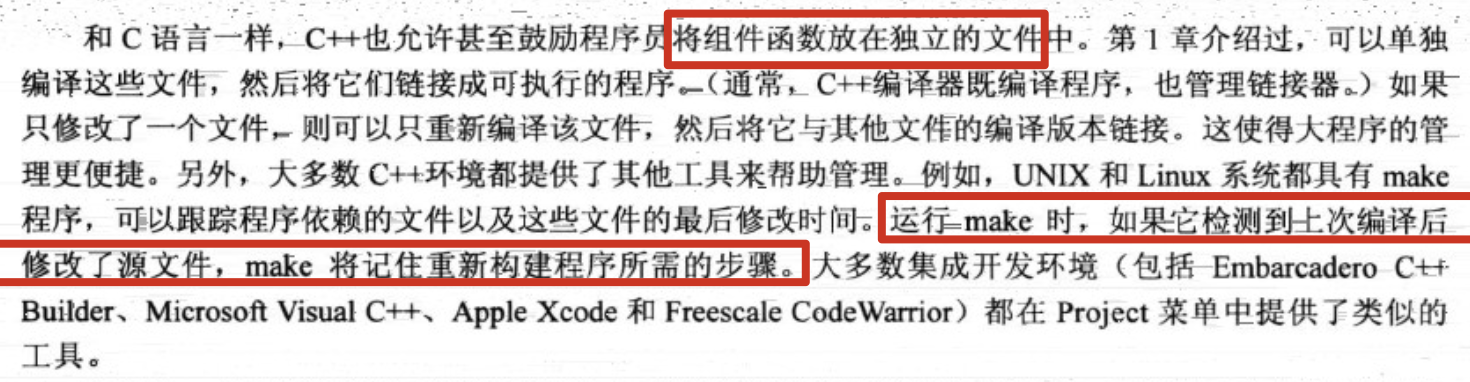 和 C 语言一样，C++也允许甚至鼓励程序员将组件函数放在独立的文件中。第 1 章介绍过，可以单独
编译这些文件，然后将它们链接成可执行的程序。（通常，C++编译器既编译程序，也管理链接器。）如果
只修改了一个文件，则可以只重新编译该文件，然后将它与其他文件的编译版本链接。这使得大程序的管
理更便捷。另外，大多数 C++环境都提供了其他工具来帮助管理。例如，UNIX 和 Linux 系统都具有 make
程序，可以跟踪程序依赖的文件以及这些文件的最后修改时间。运行 make 时，如果它检测到上次编译后
修改了源文件，make 将记住重新构建程序所需的步骤。大多数集成开发环境（包括 Embarcadero C++
Builder、Microsoft Visual C++、Apple Xcode 和 Freescale CodeWarrior）都在 Project 菜单中提供了类似的
工具。